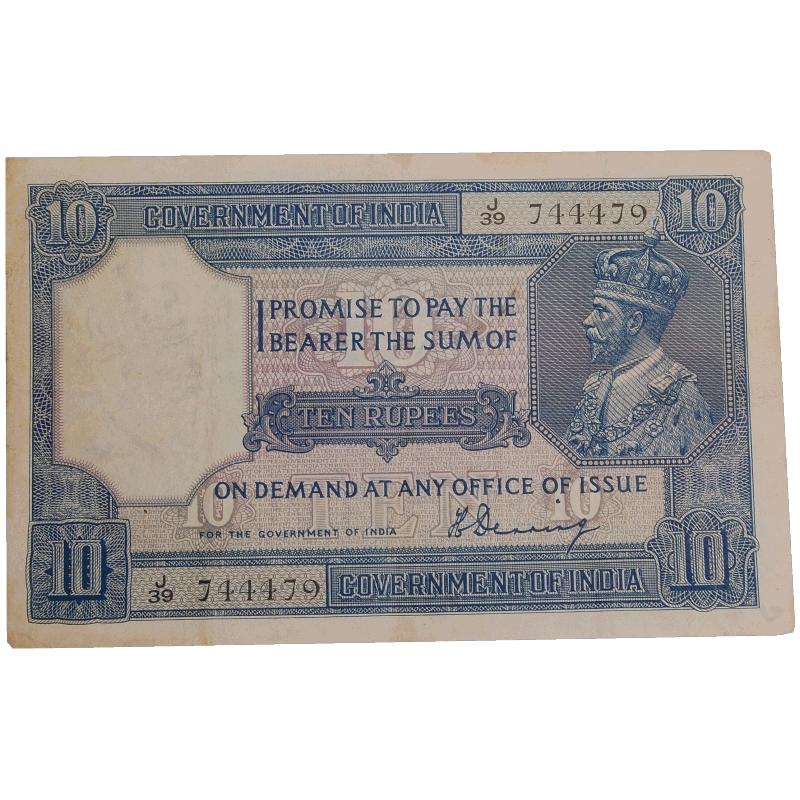 10 GOVERNMENT OF INDIA J/39 744479 10
I PROMISE TO PAY THE
BEARER THE SUM OF
10
TEN RUPEES
ON DEMAND AT ANY OFFICE OF ISSUE
10 TEN 10
FOR THE GOVERNMENT OF INDIA H Denning
10 J/39 744479 GOVERNMENT OF INDIA 10